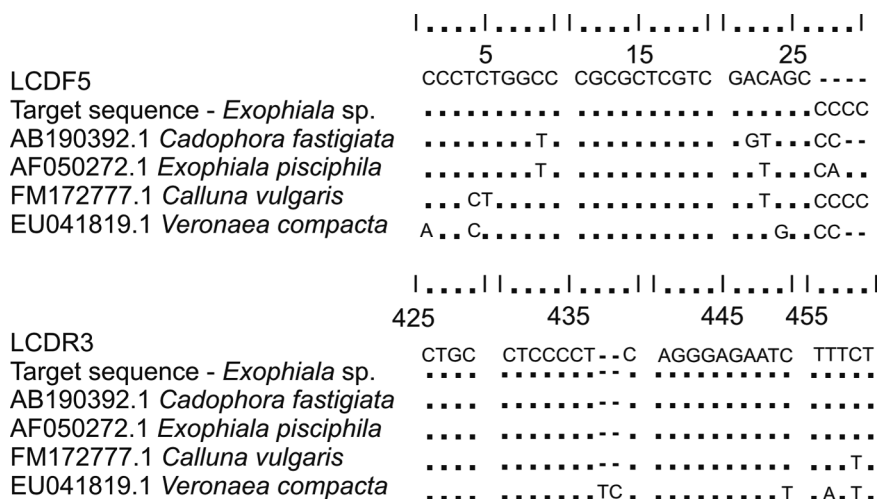 |....|....| |....|....| |....|....|
5 15 25
LCDF5 CCCTCTGGCC CGCGCTCGTC GACAGC ----
Target sequence - Exophiala sp. .......... .......... ......CCCC
AB190392.1 Cadophora fastigiata ........T. .......... .GT...CC--
AF050272.1 Exophiala pisciphila ........T. .......... ..T...CA..
FM172777.1 Calluna vulgaris ...CT..... .......... ..T...CCCC
EU041819.1 Veronaea compacta A..C...... .......... ...G..CC--
|....| |....|....| |....|....| |....|
425 435 445 455
LCDR3 CTGC CTCCCCT--C AGGGAGAATC TTTCT
Target sequence - Exophiala sp. .... .......--. .......... .....
AB190392.1 Cadophora fastigiata .... .......--. .......... .....
AF050272.1 Exophiala pisciphila .... .......--. .......... .....
FM172777.1 Calluna vulgaris .... .......--. .......... ...T.
EU041819.1 Veronaea compacta .... .......TC. .........T .A.T.